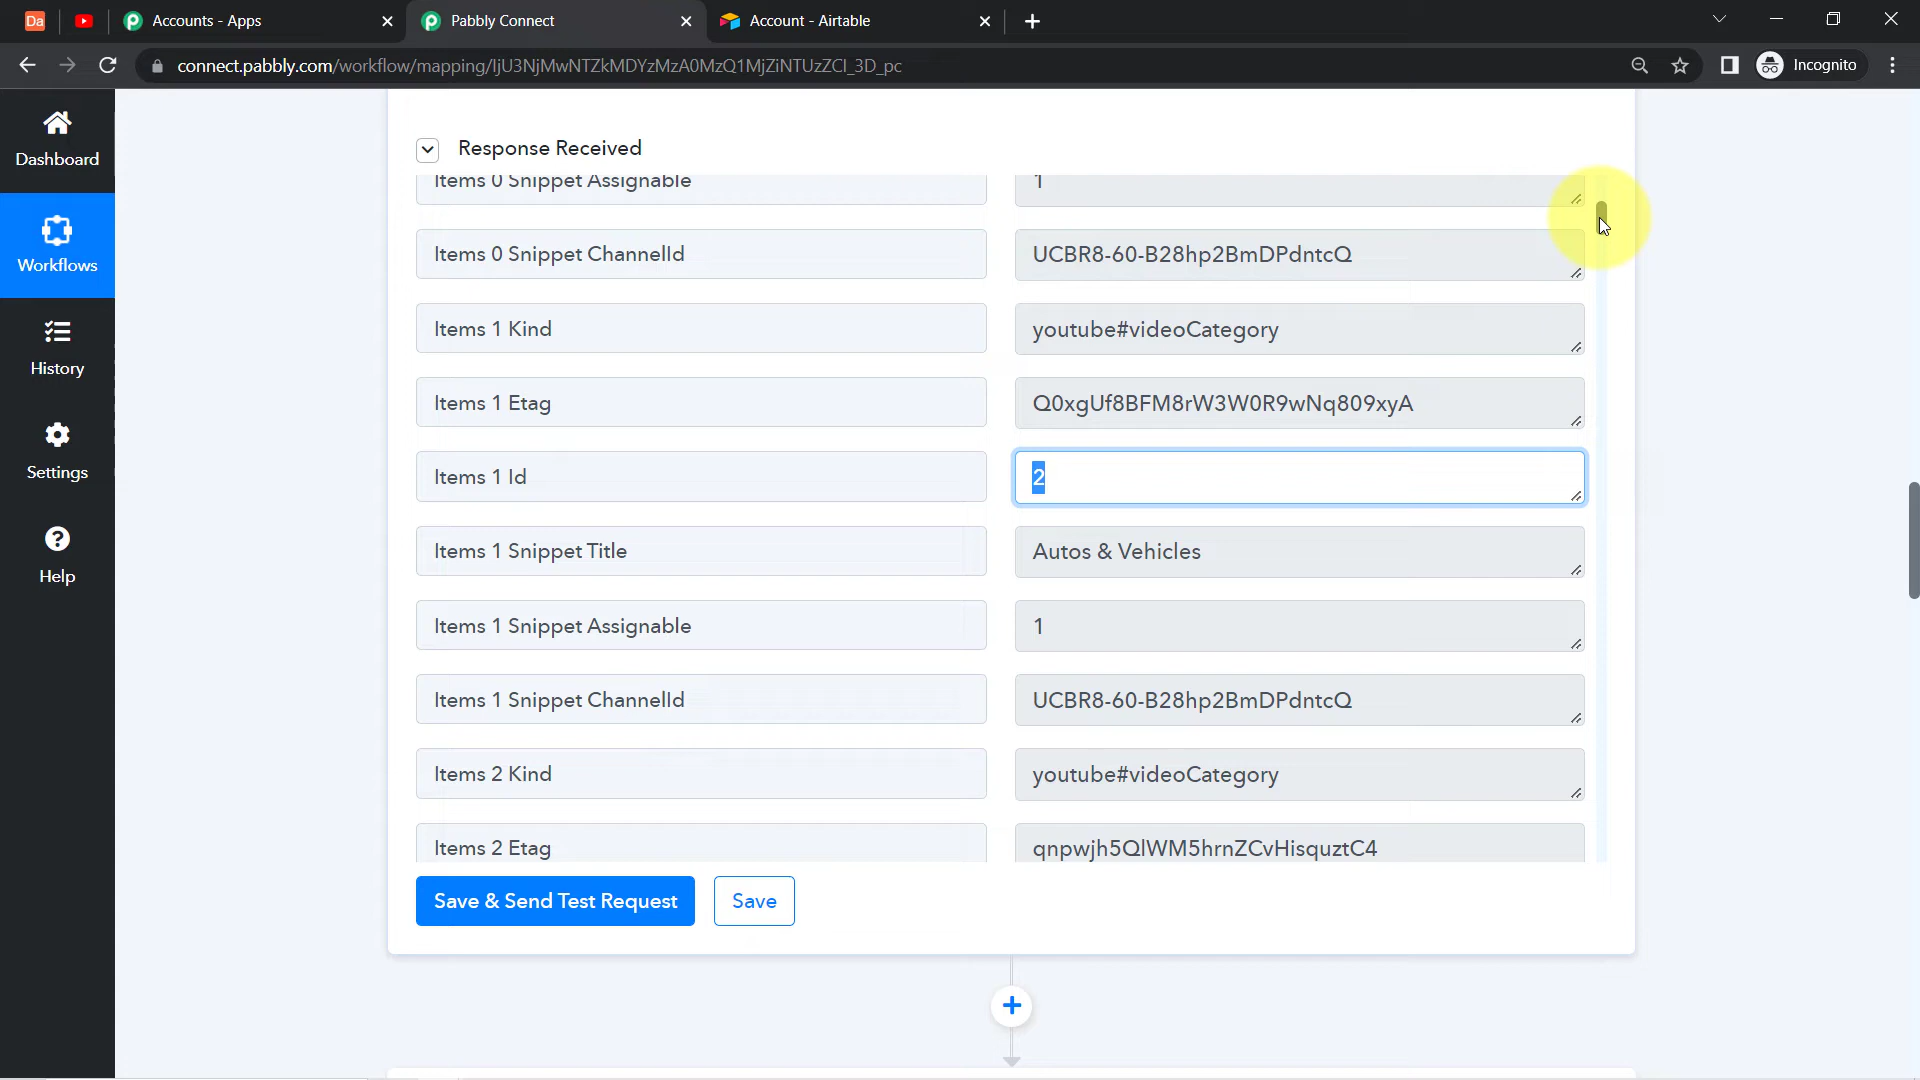 Da
Accounts - Apps
Pabbly Connect
Account - Airtable
connect.pabbly.com/workflow/mapping/IjU3NjMwNTZkMDYzMzA0MzQ1MjZiNTUzZCI_3D_pc
Incognito
Dashboard
Workflows
History
Settings
Help
Response Received
Items 0 Snippet Assignable
1
Items 0 Snippet ChannelId
UCBR8-60-B28hp2BmDPdntcQ
Items 1 Kind
youtube#videoCategory
Items 1 Etag
Q0xgUf8BFM8rW3W0R9wNq809xyA
Items 1 Id
2
Items 1 Snippet Title
Autos & Vehicles
Items 1 Snippet Assignable
1
Items 1 Snippet ChannelId
UCBR8-60-B28hp2BmDPdntcQ
Items 2 Kind
youtube#videoCategory
Items 2 Etag
qnpwjh5QlWM5hrnZCvHisquztC4
Save & Send Test Request
Save